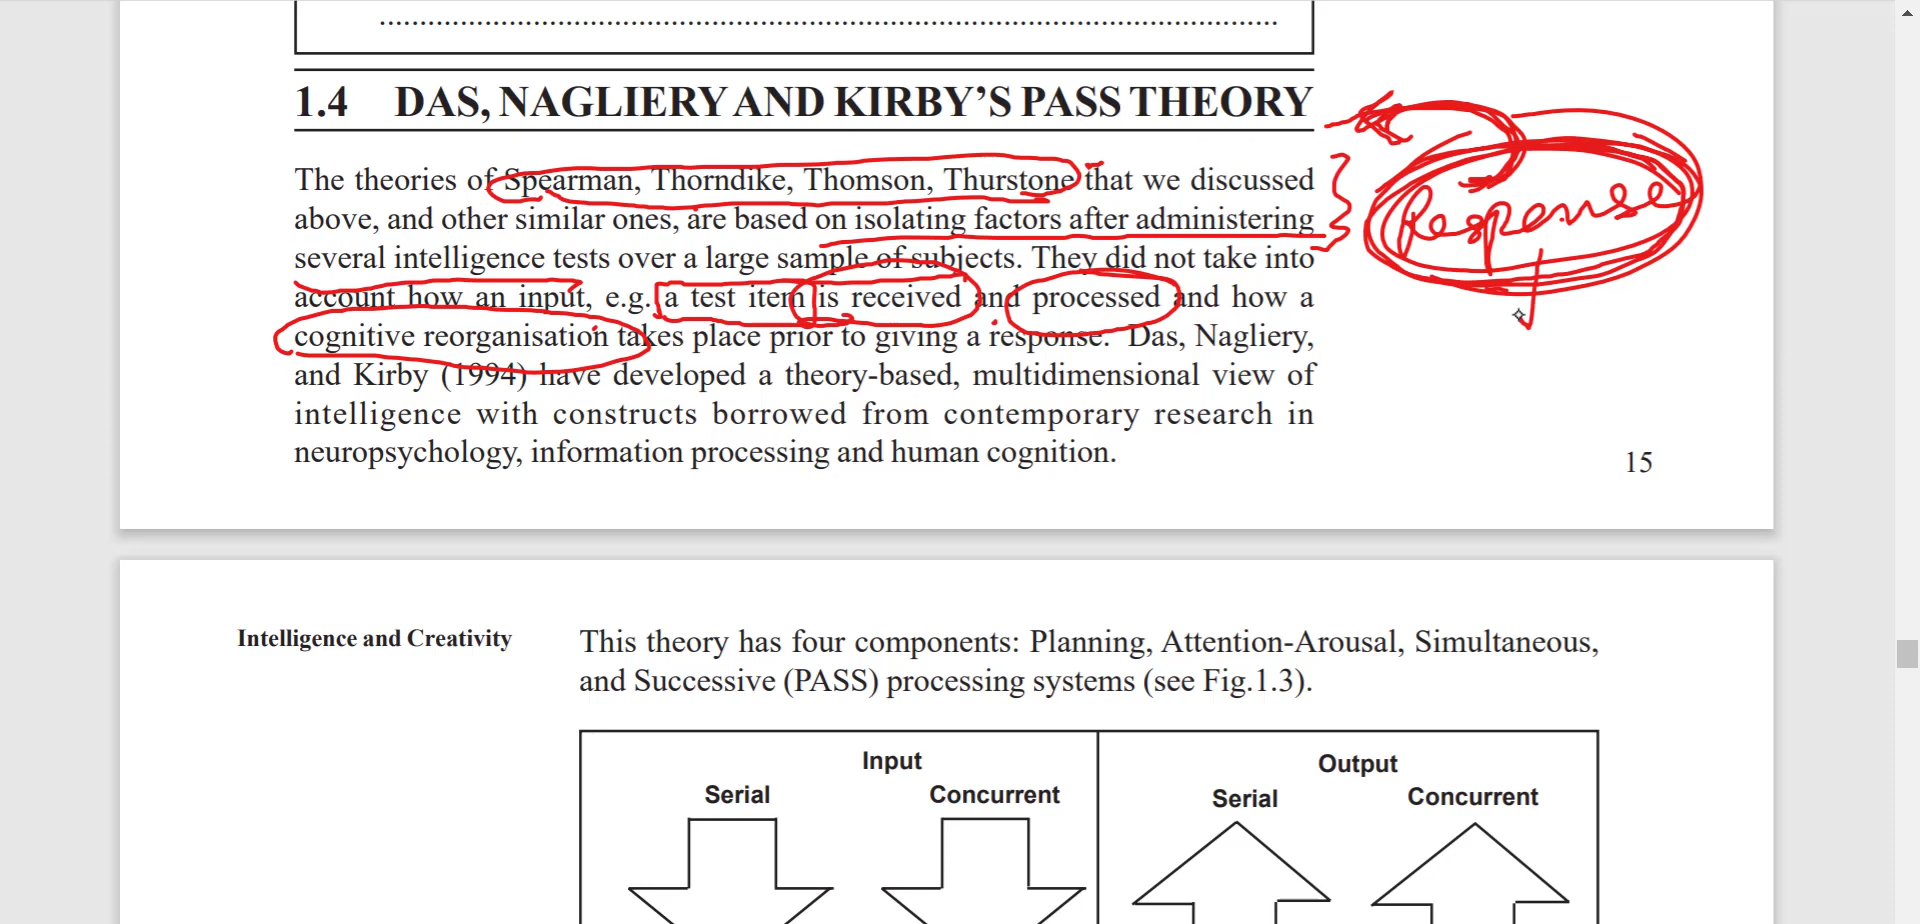 1.4 DAS, NAGLIERY AND KIRBY'S PASS THEORY
The theories of Spearman, Thorndike, Thomson, Thurstone that we discussed
above, and other similar ones, are based on isolating factors after administering
several intelligence tests over a large sample of subjects. They did not take into
account how an input, e.g. a test item is received and processed and how a
cognitive reorganisation takes place prior to giving a response. Das, Nagliery,
and Kirby (1994) have developed a theory-based, multidimensional view of
intelligence with constructs borrowed from contemporary research in
neuropsychology, information processing and human cognition.
Response
15
Intelligence and Creativity
This theory has four components: Planning, Attention-Arousal, Simultaneous,
and Successive (PASS) processing systems (see Fig.1.3).
Input
Serial Concurrent
Output
Serial Concurrent